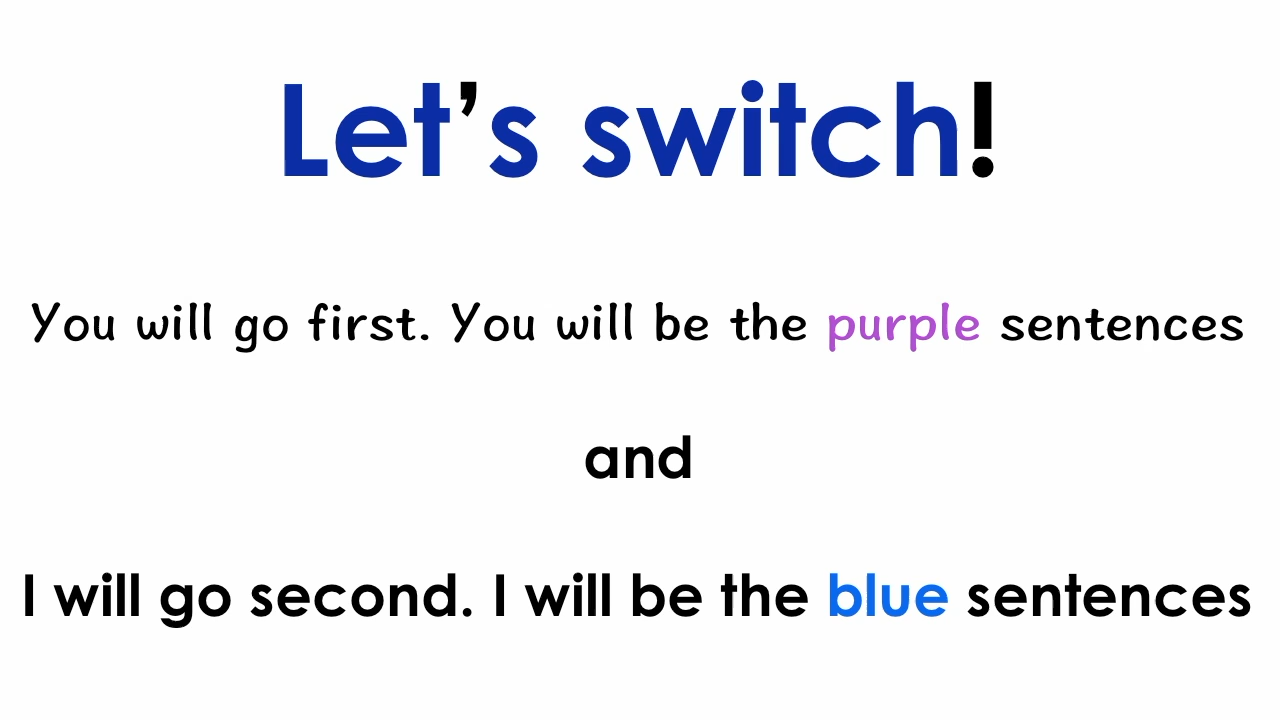 Let's switch!
You will go first. You will be the purple sentences
and
I will go second. I will be the blue sentences